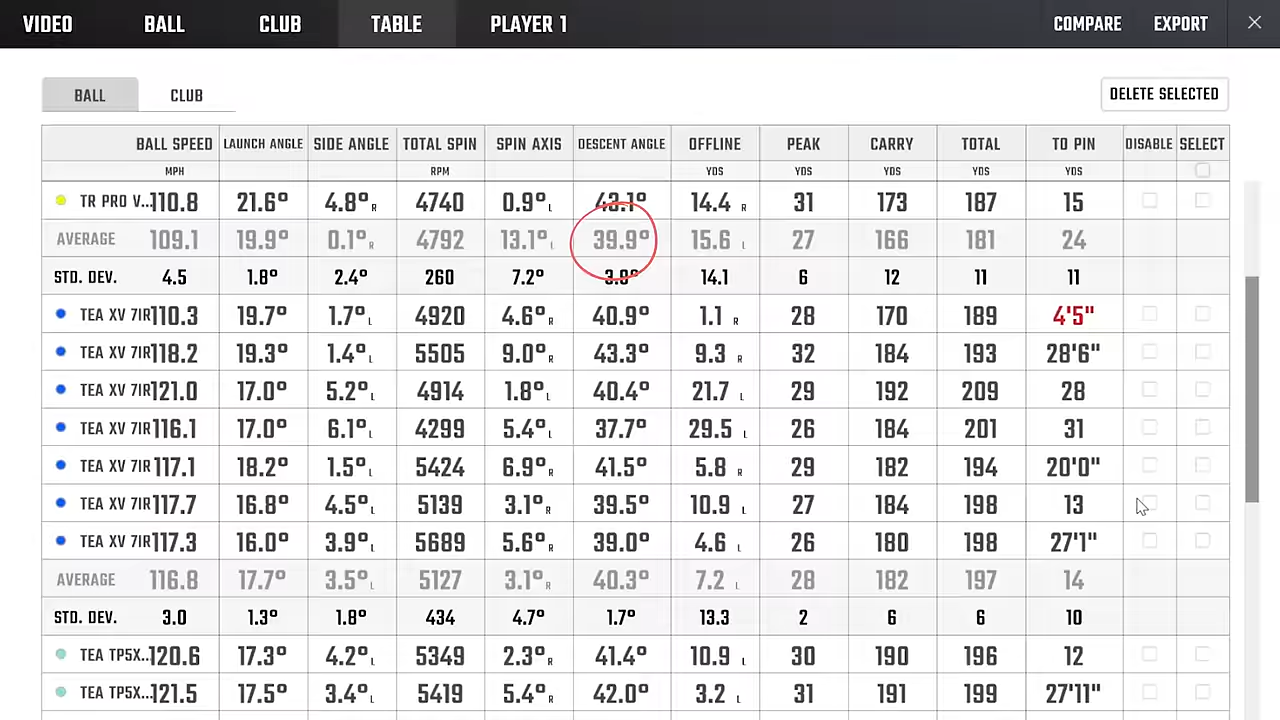 VIDEO BALL CLUB TABLE PLAYER 1 COMPARE EXPORT
BALL CLUB DELETE SELECTED
BALL SPEED LAUNCH ANGLE SIDE ANGLE TOTAL SPIN SPIN AXIS DESCENT ANGLE OFFLINE PEAK CARRY TOTAL TO PIN DISABLE SELECT
MPH RPM YDS YDS YDS YDS YDS
TR PRO V... 110.8 21.6° 4.8° R 4740 0.9° L 43.1° 14.4 R 31 173 187 15
AVERAGE 109.1 19.9° 0.1° R 4792 13.1° L 39.9° 15.6 L 27 166 181 24
STD. DEV. 4.5 1.8° 2.4° 260 7.2° 3.0° 14.1 6 12 11 11
TEA XV 7IR 110.3 19.7° 1.7° L 4920 4.6° R 40.9° 1.1 R 28 170 189 4'5"
TEA XV 7IR 118.2 19.3° 1.4° L 5505 9.0° R 43.3° 9.3 R 32 184 193 28'6"
TEA XV 7IR 121.0 17.0° 5.2° L 4914 1.8° L 40.4° 21.7 L 29 192 209 28
TEA XV 7IR 116.1 17.0° 6.1° L 4299 5.4° L 37.7° 29.5 L 26 184 201 31
TEA XV 7IR 117.1 18.2° 1.5° L 5424 6.9° R 41.5° 5.8 R 29 182 194 20'0"
TEA XV 7IR 117.7 16.8° 4.5° L 5139 3.1° R 39.5° 10.9 L 27 184 198 13
TEA XV 7IR 117.3 16.0° 3.9° L 5689 5.6° R 39.0° 4.6 L 26 180 198 27'1"
AVERAGE 116.8 17.7° 3.5° L 5127 3.1° R 40.3° 7.2 L 28 182 197 14
STD. DEV. 3.0 1.3° 1.8° 434 4.7° 1.7° 13.3 2 6 6 10
TEA TP5X... 120.6 17.3° 4.2° L 5349 2.3° R 41.4° 10.9 L 30 190 196 12
TEA TP5X... 121.5 17.5° 3.4° L 5419 5.4° R 42.0° 3.2 L 31 191 199 27'11"